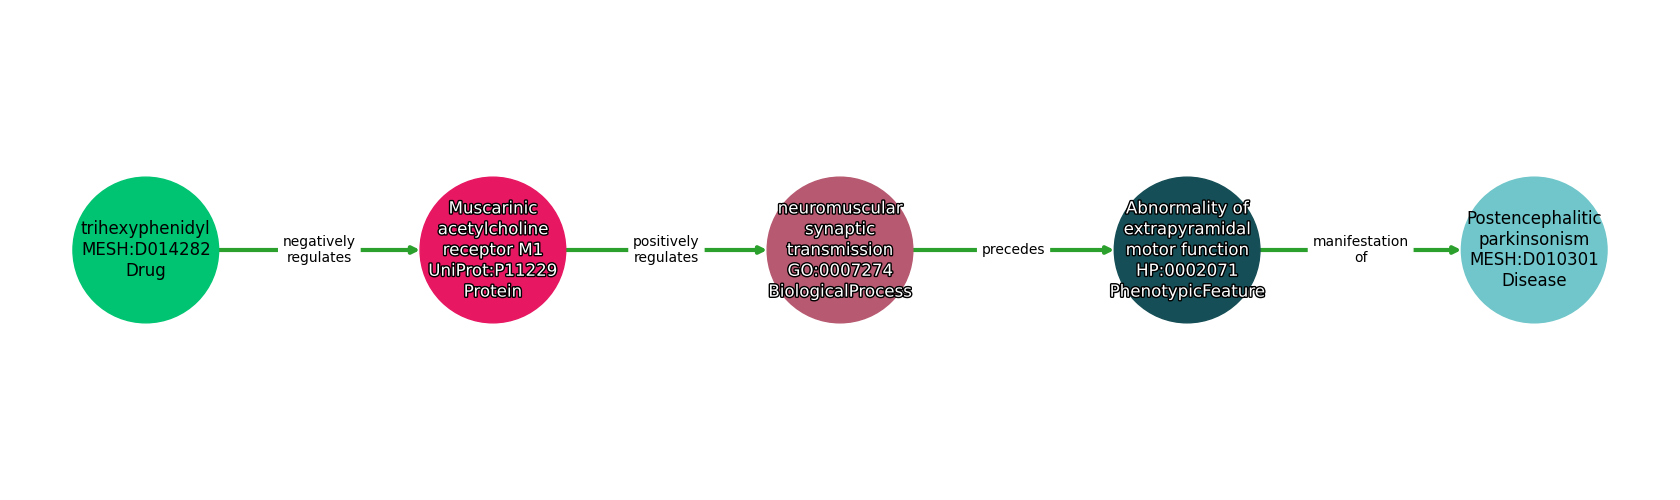 trihexyphenidyl
MESH:D014282
Drug
negatively
regulates
Muscarinic
acetylcholine
receptor M1
UniProt:P11229
Protein
positively
regulates
neuromuscular
synaptic
transmission
GO:0007274
BiologicalProcess
precedes
Abnormality of
extrapyramidal
motor function
HP:0002071
PhenotypicFeature
manifestation
of
Postencephalitic
parkinsonism
MESH:D010301
Disease